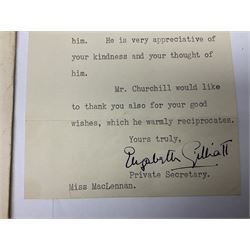 him. He is very appreciative of
your kindness and your thought of
him.
Mr. Churchill would like
to thank you also for your good
wishes, which he warmly reciprocates.
Yours truly,
Elizabeth Gilliatt
Private Secretary.
Miss MacLennan.